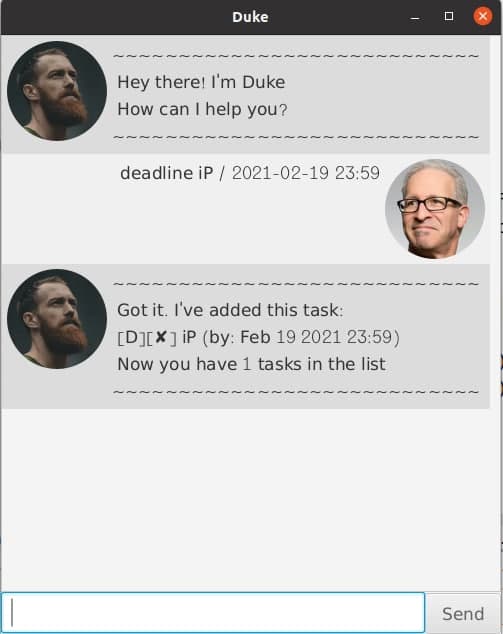 Duke
~~~~~~~~~~~~~~~~~~~~~~~~~~~~
Hey there! I'm Duke
How can I help you?
~~~~~~~~~~~~~~~~~~~~~~~~~~~~
deadline iP / 2021-02-19 23:59
~~~~~~~~~~~~~~~~~~~~~~~~~~~~
Got it. I've added this task:
[D][✘] iP (by: Feb 19 2021 23:59)
Now you have 1 tasks in the list
~~~~~~~~~~~~~~~~~~~~~~~~~~~~
Send